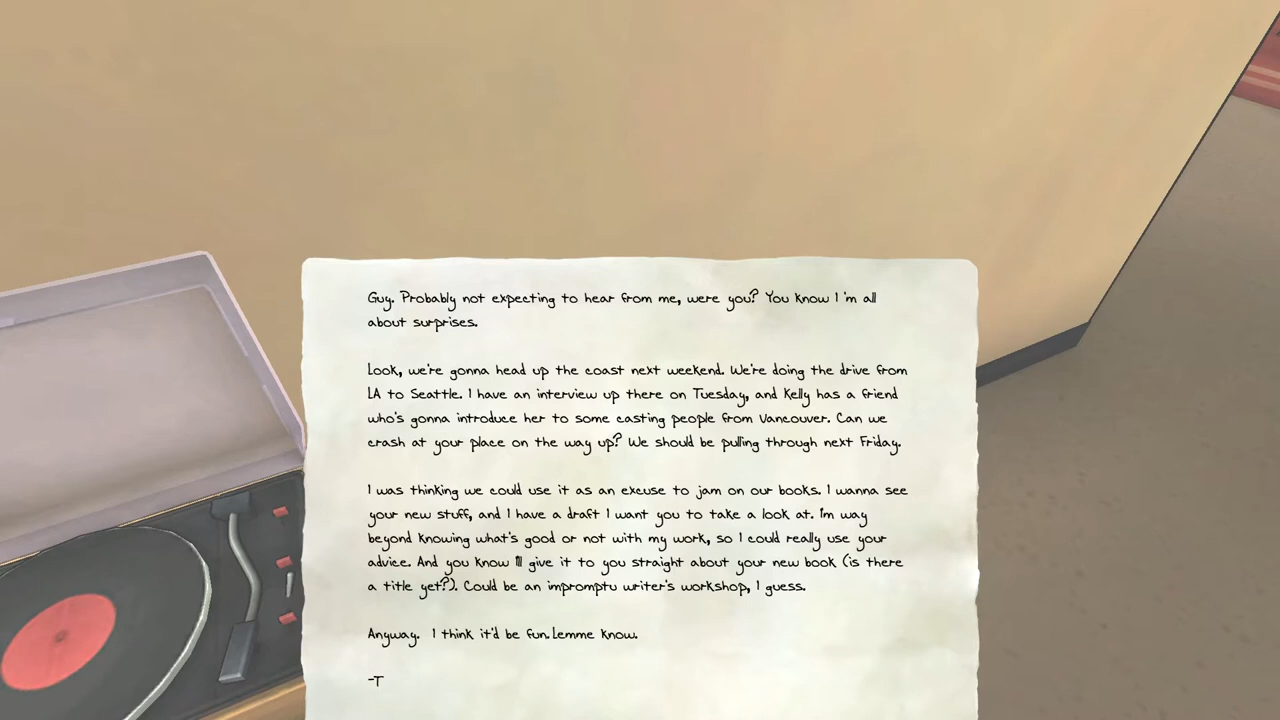 Guy. Probably not expecting to hear from me, were you? You know I'm all
about surprises.
Look, we're gonna head up the coast next weekend. We're doing the drive from
LA to Seattle. I have an interview up there on Tuesday, and Kelly has a friend
who's gonna introduce her to some casting people from Vancouver. Can we
crash at your place on the way up? We should be pulling through next Friday.
I was thinking we could use it as an excuse to jam on our books. I wanna see
your new stuff, and I have a draft I want you to take a look at. I'm way
beyond knowing what's good or not with my work, so I could really use your
advice. And you know I'll give it to you straight about your new book (is there
a title yet?). Could be an impromptu writer's workshop, I guess.
Anyway. I think it'd be fun. Lemme know.
-T